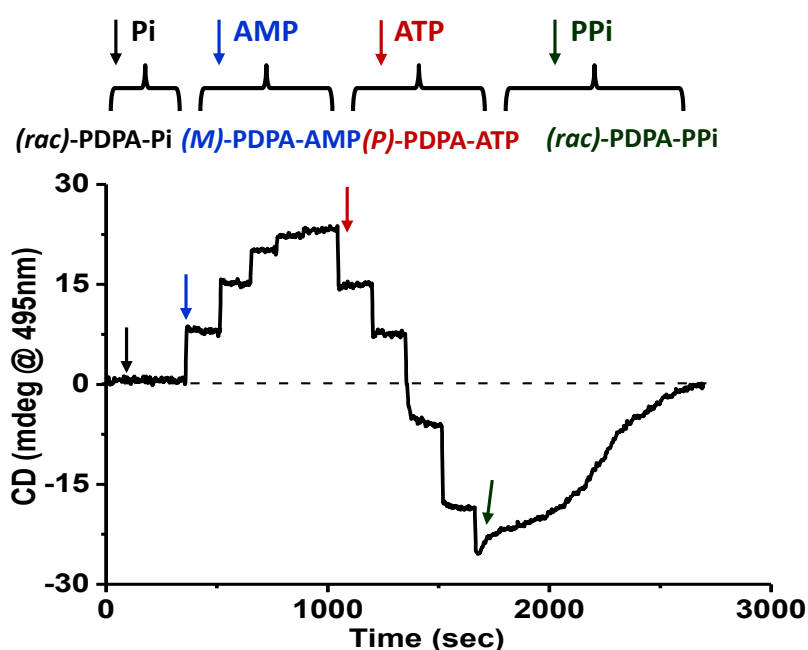 Pi AMP ATP PPi
(rac)-PDPA-Pi (M)-PDPA-AMP (P)-PDPA-ATP (rac)-PDPA-PPi
30
15
0
-15
-30
CD (mdeg @ 495nm)
0 1000 2000 3000
Time (sec)